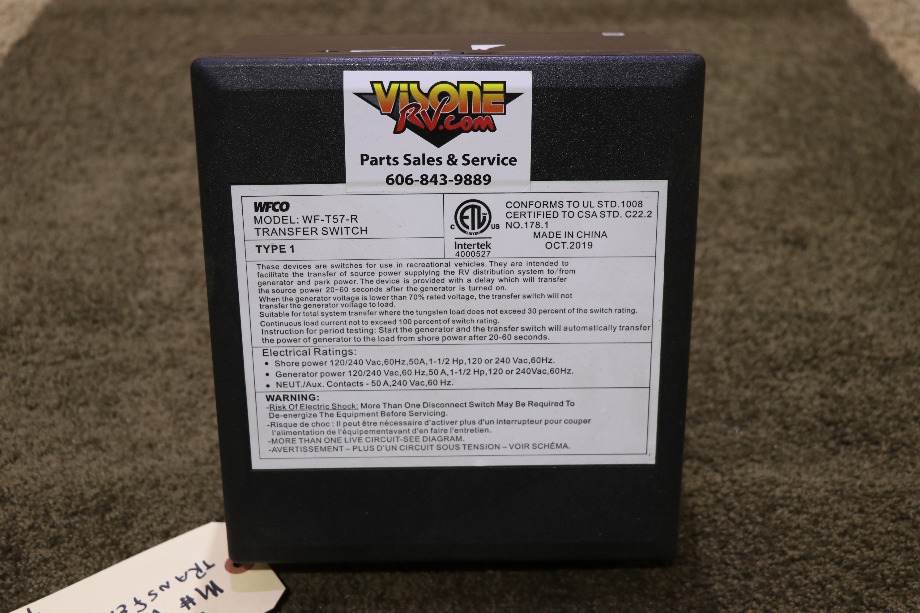 VISONE
RV.com
Parts Sales & Service
606-843-9889
WFCO
MODEL: WF-T57-R
TRANSFER SWITCH
TYPE 1
C ETL US
Intertek
4000527
CONFORMS TO UL STD.1008
CERTIFIED TO CSA STD. C22.2
NO.178.1
MADE IN CHINA
OCT.2019
These devices are switches for use in recreational vehicles. They are intended to
facilitate the transfer of source power supplying the RV distribution system to/from
generator and park power. The device is provided with a delay which will transfer
the source power 20-60 seconds after the generator is turned on.
When the generator voltage is lower than 70% rated voltage, the transfer switch will not
transfer the generator voltage to load.
Suitable for total system transfer where the tungsten load does not exceed 30 percent of the switch rating.
Continuous load current not to exceed 100 percent of switch rating.
Instruction for period testing: Start the generator and the transfer switch will automatically transfer
the power of generator to the load from shore power after 20-60 seconds.
Electrical Ratings:
• Shore power 120/240 Vac,60Hz,50A,1-1/2 Hp,120 or 240 Vac,60Hz.
• Generator power 120/240 Vac,60 Hz,50 A,1-1/2 Hp,120 or 240Vac,60Hz.
• NEUT./Aux. Contacts - 50 A,240 Vac,60 Hz.
WARNING:
-Risk Of Electric Shock: More Than One Disconnect Switch May Be Required To
De-energize The Equipment Before Servicing.
-Risque de choc : Il peut être nécessaire d'activer plus d'un interrupteur pour couper
l'alimentation de l'équipementavant d'en faire l'entretien.
-MORE THAN ONE LIVE CIRCUIT-SEE DIAGRAM.
-AVERTISSEMENT – PLUS D'UN CIRCUIT SOUS TENSION – VOIR SCHÉMA.
M#